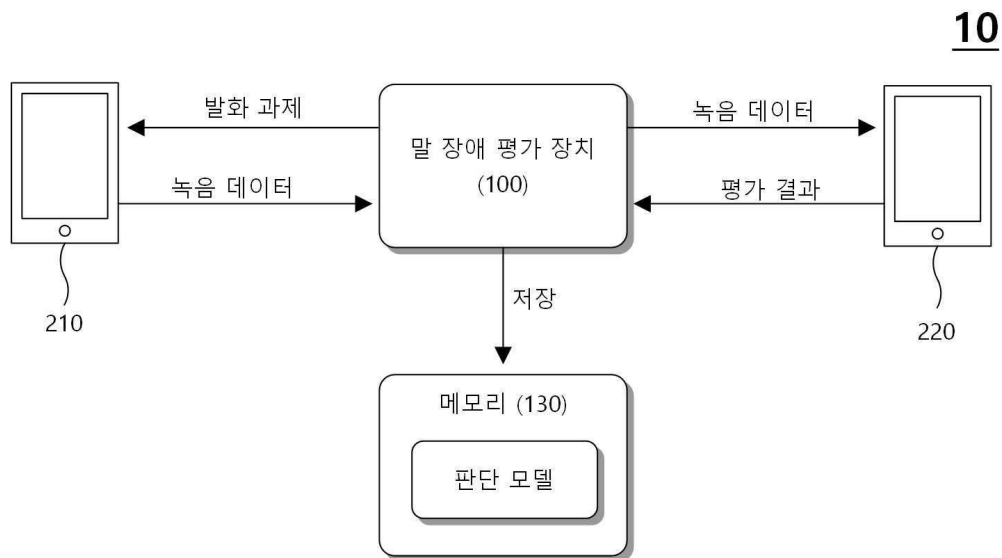 10
발화 과제
녹음 데이터
말 장애 평가 장치
(100)
녹음 데이터
평가 결과
210
220
저장
메모리 (130)
판단 모델